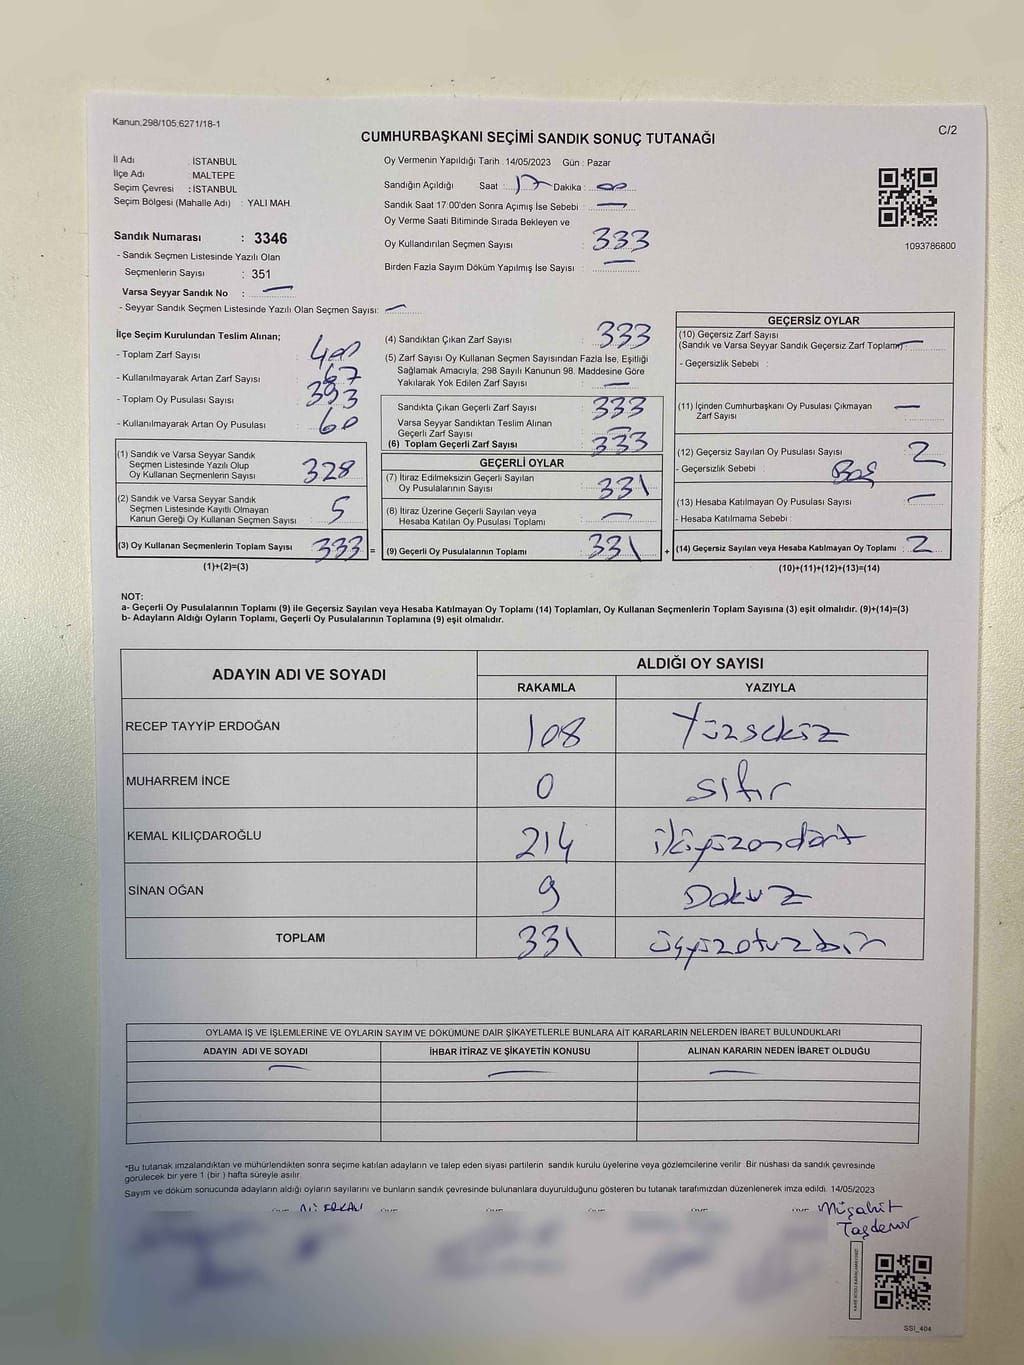 Kanun,298/105,6271/18-1
C/2
CUMHURBAŞKANI SEÇİMİ SANDIK SONUÇ TUTANAĞI
İl Adı : İSTANBUL
İlçe Adı : MALTEPE
Seçim Çevresi : İSTANBUL
Seçim Bölgesi (Mahalle Adı) : YALI MAH.
Sandık Numarası : 3346
- Sandık Seçmen Listesinde Yazılı Olan
Seçmenlerin Sayısı : 351
Varsa Seyyar Sandık No : —
- Seyyar Sandık Seçmen Listesinde Yazılı Olan Seçmen Sayısı: —
Oy Vermenin Yapıldığı Tarih : 14/05/2023 Gün : Pazar
Sandığın Açıldığı Saat : 17 Dakika : 00
Sandık Saat 17:00'den Sonra Açılmış İse Sebebi : —
Oy Verme Saati Bitiminde Sırada Bekleyen ve
Oy Kullandırılan Seçmen Sayısı : 333
Birden Fazla Sayım Döküm Yapılmış İse Sayısı : —
1093786800
İlçe Seçim Kurulundan Teslim Alınan;
- Toplam Zarf Sayısı : 400
- Kullanılmayarak Artan Zarf Sayısı : 67
- Toplam Oy Pusulası Sayısı : 393
- Kullanılmayarak Artan Oy Pusulası : 60
(1) Sandık ve Varsa Seyyar Sandık
Seçmen Listesinde Yazılı Olup
Oy Kullanan Seçmenlerin Sayısı : 328
(2) Sandık ve Varsa Seyyar Sandık
Seçmen Listesinde Kayıtlı Olmayan
Kanun Gereği Oy Kullanan Seçmen Sayısı : 5
(3) Oy Kullanan Seçmenlerin Toplam Sayısı : 333 =
(1)+(2)=(3)
(4) Sandıktan Çıkan Zarf Sayısı : 333
(5) Zarf Sayısı Oy Kullanan Seçmen Sayısından Fazla İse, Eşitliği
Sağlamak Amacıyla; 298 Sayılı Kanunun 98. Maddesine Göre
Yakılarak Yok Edilen Zarf Sayısı : —
Sandıkta Çıkan Geçerli Zarf Sayısı : 333
Varsa Seyyar Sandıktan Teslim Alınan
Geçerli Zarf Sayısı : —
(6) Toplam Geçerli Zarf Sayısı : 333
GEÇERLİ OYLAR
(7) İtiraz Edilmeksizin Geçerli Sayılan
Oy Pusulalarının Sayısı : 331
(8) İtiraz Üzerine Geçerli Sayılan veya
Hesaba Katılan Oy Pusulası Toplamı : —
(9) Geçerli Oy Pusulalarının Toplamı : 331 +
GEÇERSİZ OYLAR
(10) Geçersiz Zarf Sayısı
(Sandık ve Varsa Seyyar Sandık Geçersiz Zarf Toplamı) —
- Geçersizlik Sebebi :
(11) İçinden Cumhurbaşkanı Oy Pusulası Çıkmayan
Zarf Sayısı : —
(12) Geçersiz Sayılan Oy Pusulası Sayısı : 2
- Geçersizlik Sebebi : Boş
(13) Hesaba Katılmayan Oy Pusulası Sayısı : —
- Hesaba Katılmama Sebebi :
(14) Geçersiz Sayılan veya Hesaba Katılmayan Oy Toplamı : 2
(10)+(11)+(12)+(13)=(14)
NOT:
a- Geçerli Oy Pusulalarının Toplamı (9) ile Geçersiz Sayılan veya Hesaba Katılmayan Oy Toplamı (14) Toplamları, Oy Kullanan Seçmenlerin Toplam Sayısına (3) eşit olmalıdır. (9)+(14)=(3)
b- Adayların Aldığı Oyların Toplamı, Geçerli Oy Pusulalarının Toplamına (9) eşit olmalıdır.
ADAYIN ADI VE SOYADI
ALDIĞI OY SAYISI
RAKAMLA YAZIYLA
RECEP TAYYİP ERDOĞAN 108 Yüzsekiz
MUHARREM İNCE 0 sıfır
KEMAL KILIÇDAROĞLU 214 ikiyüzondört
SİNAN OĞAN 9 Dokuz
TOPLAM 331 üçyüzotuzbir
OYLAMA İŞ VE İŞLEMLERİNE VE OYLARIN SAYIM VE DÖKÜMÜNE DAİR ŞİKAYETLERLE BUNLARA AİT KARARLARIN NELERDEN İBARET BULUNDUKLARI
ADAYIN ADI VE SOYADI İHBAR İTİRAZ VE ŞİKAYETİN KONUSU ALINAN KARARIN NEDEN İBARET OLDUĞU
— — —
*Bu tutanak imzalandıktan ve mühürlendikten sonra seçime katılan adayların ve talep eden siyasi partilerin sandık kurulu üyelerine veya gözlemcilerine verilir. Bir nüshası da sandık çevresinde
görülecek bir yere 1 (bir) hafta süreyle asılır.
Sayım ve döküm sonucunda adayların aldığı oyların sayılarını ve bunların sandık çevresinde bulunanlara duyurulduğunu gösteren bu tutanak tarafımızdan düzenlenerek imza edildi. 14/05/2023
Müşahit
Taşdemir
SSİ_404